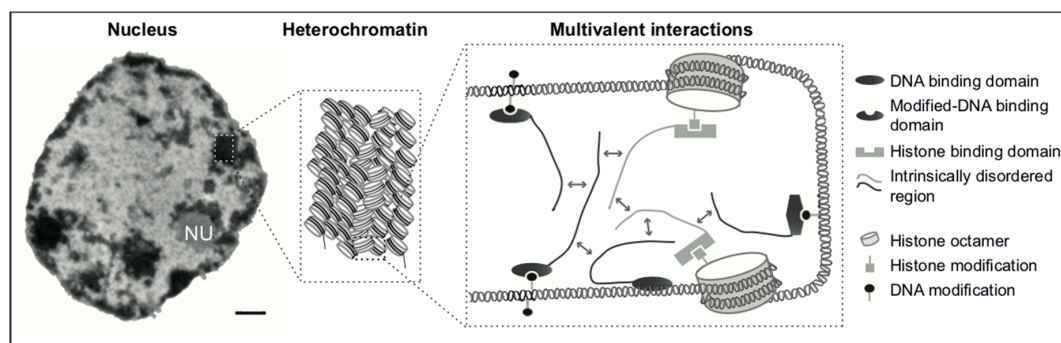 Nucleus
Heterochromatin
Multivalent interactions
NU
DNA binding domain
Modified-DNA binding
domain
Histone binding domain
Intrinsically disordered
region
Histone octamer
Histone modification
DNA modification